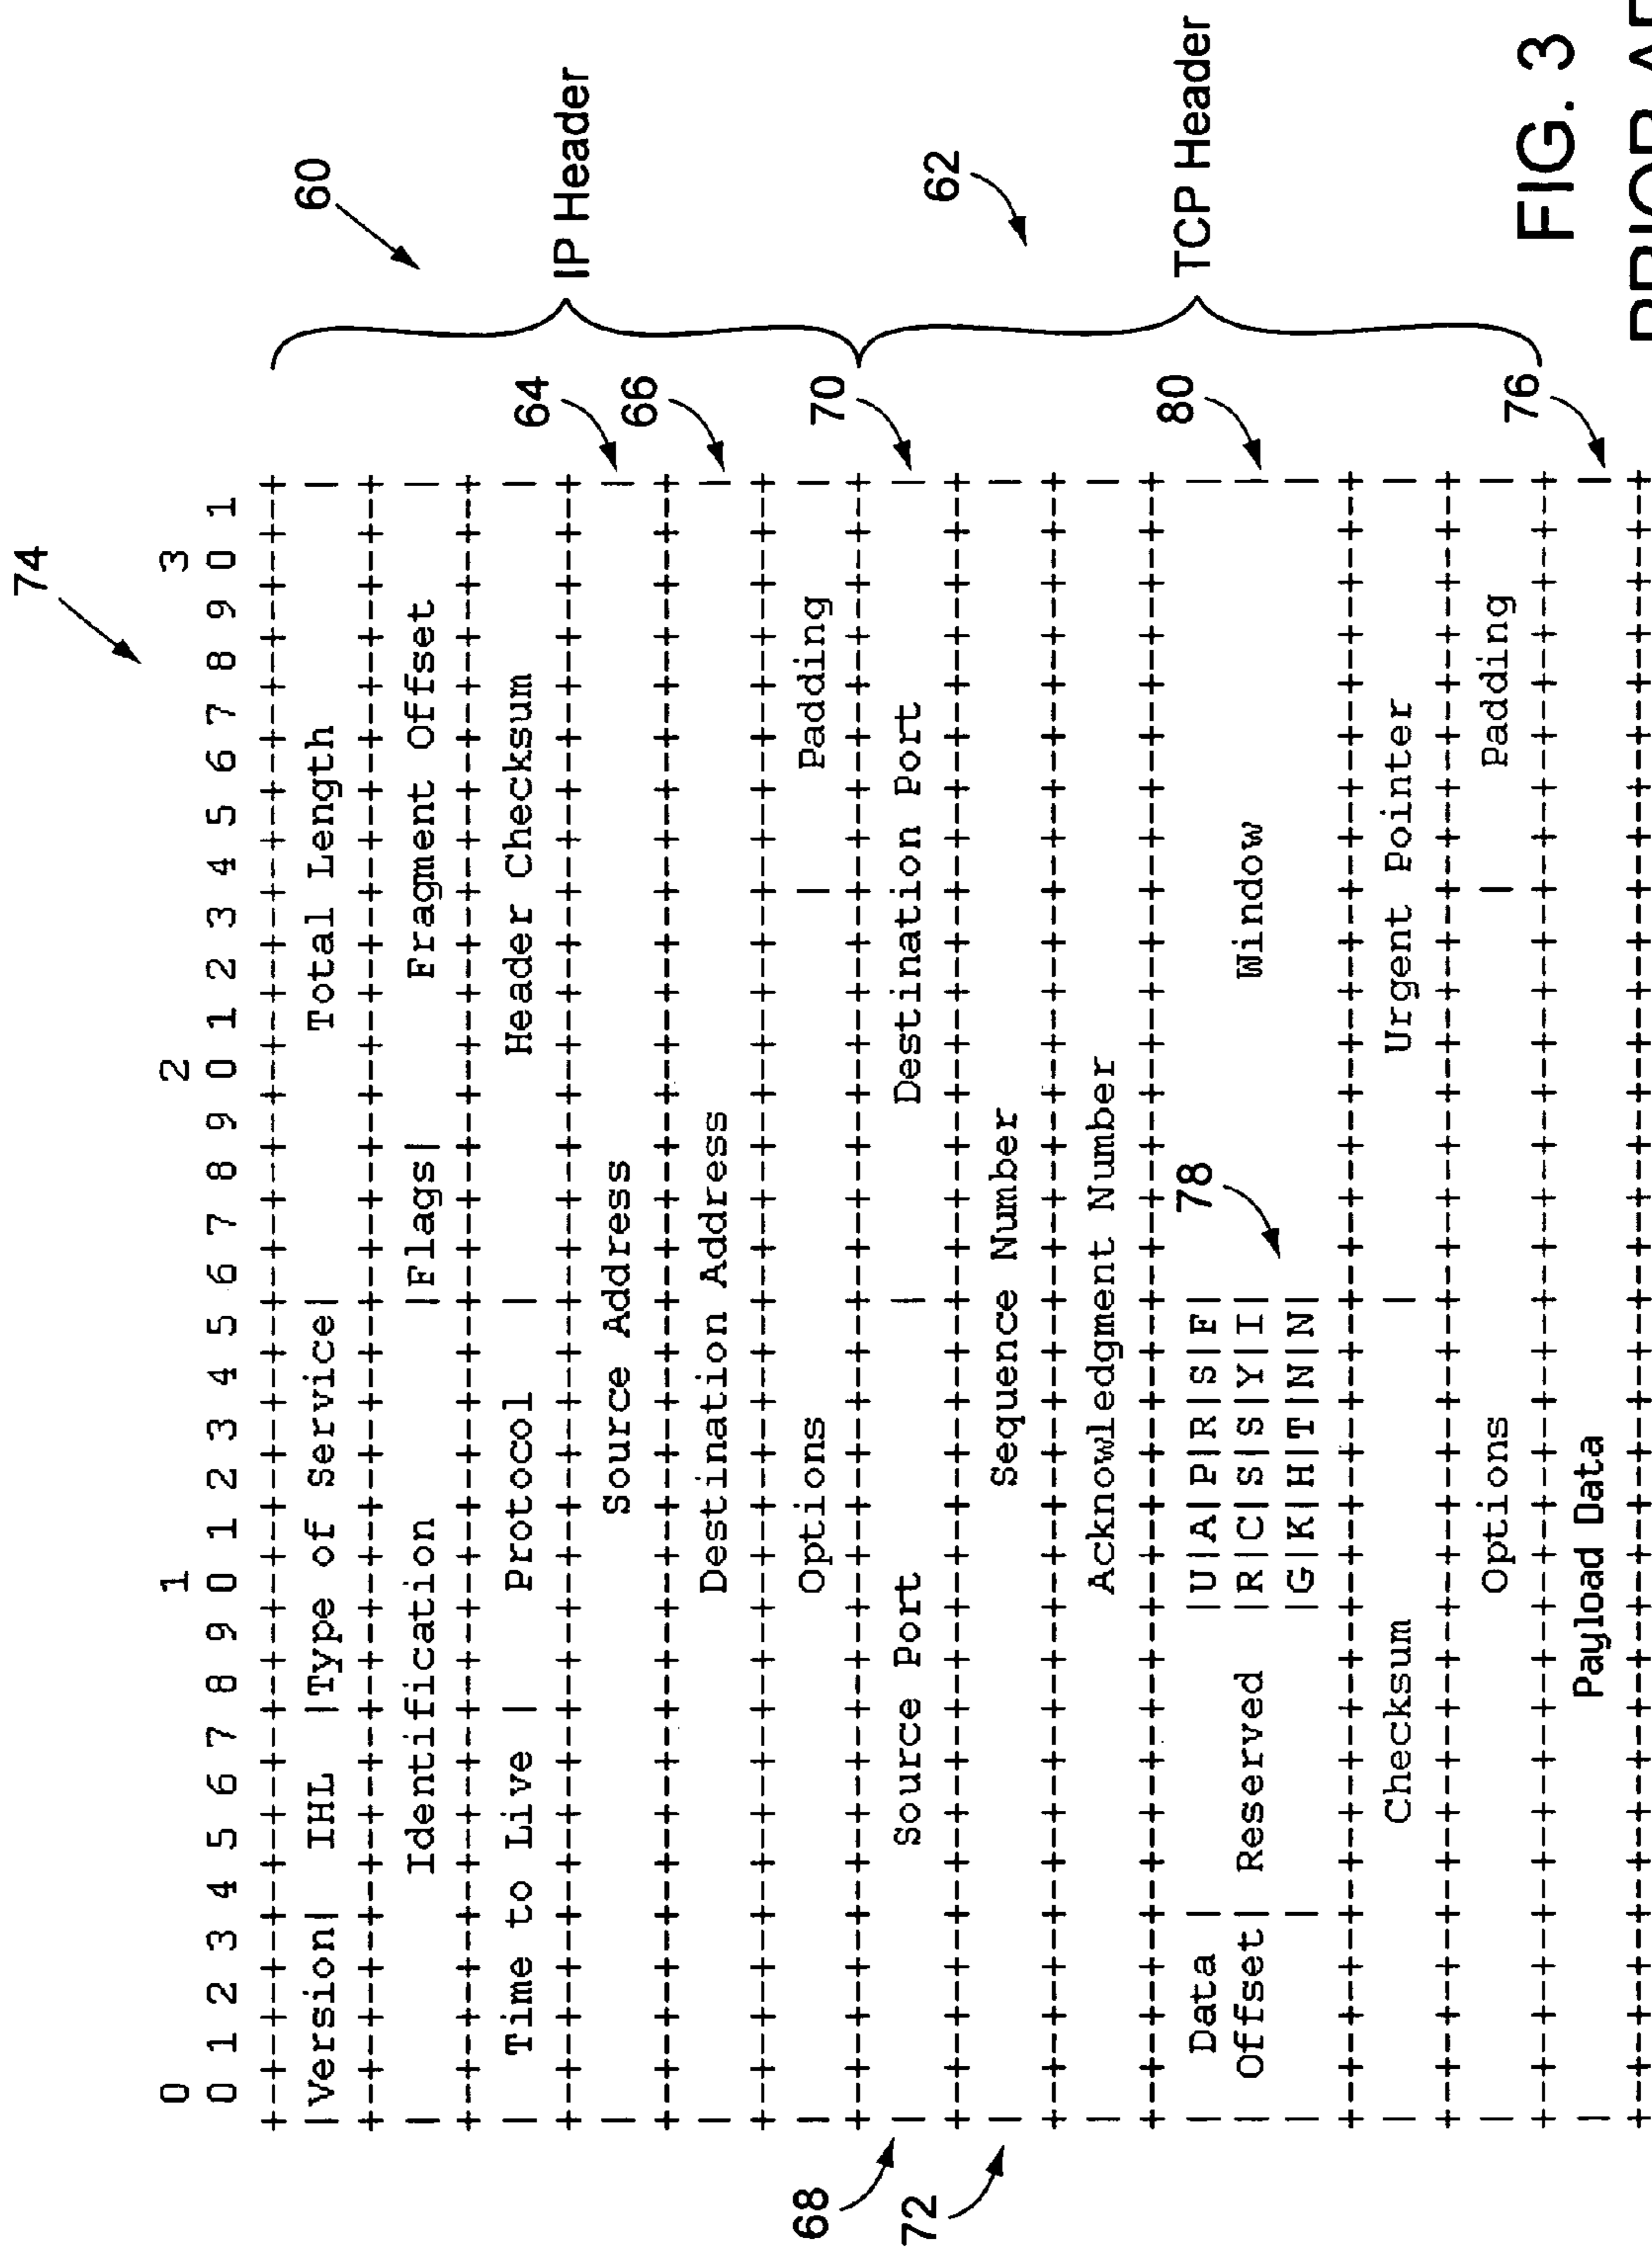 74
0 1 2 3
0 1 2 3 4 5 6 7 8 9 0 1 2 3 4 5 6 7 8 9 0 1 2 3 4 5 6 7 8 9 0 1
+-+-+-+-+-+-+-+-+-+-+-+-+-+-+-+-+-+-+-+-+-+-+-+-+-+-+-+-+-+-+-+-+
|Version| IHL |Type of Service| Total Length |
+-+-+-+-+-+-+-+-+-+-+-+-+-+-+-+-+-+-+-+-+-+-+-+-+-+-+-+-+-+-+-+-+
| Identification |Flags| Fragment Offset |
+-+-+-+-+-+-+-+-+-+-+-+-+-+-+-+-+-+-+-+-+-+-+-+-+-+-+-+-+-+-+-+-+
| Time to Live | Protocol | Header Checksum |
+-+-+-+-+-+-+-+-+-+-+-+-+-+-+-+-+-+-+-+-+-+-+-+-+-+-+-+-+-+-+-+-+
| Source Address | 64
+-+-+-+-+-+-+-+-+-+-+-+-+-+-+-+-+-+-+-+-+-+-+-+-+-+-+-+-+-+-+-+-+
| Destination Address | 66
+-+-+-+-+-+-+-+-+-+-+-+-+-+-+-+-+-+-+-+-+-+-+-+-+-+-+-+-+-+-+-+-+
| Options | Padding |
+-+-+-+-+-+-+-+-+-+-+-+-+-+-+-+-+-+-+-+-+-+-+-+-+-+-+-+-+-+-+-+-+
68 | Source Port | Destination Port | 70
+-+-+-+-+-+-+-+-+-+-+-+-+-+-+-+-+-+-+-+-+-+-+-+-+-+-+-+-+-+-+-+-+
72 | Sequence Number |
+-+-+-+-+-+-+-+-+-+-+-+-+-+-+-+-+-+-+-+-+-+-+-+-+-+-+-+-+-+-+-+-+
| Acknowledgment Number |
+-+-+-+-+-+-+-+-+-+-+-+-+-+-+-+-+-+-+-+-+-+-+-+-+-+-+-+-+-+-+-+-+
| Data | |U|A|P|R|S|F| 78 | 80
| Offset| Reserved |R|C|S|S|Y|I| Window |
| | |G|K|H|T|N|N| |
+-+-+-+-+-+-+-+-+-+-+-+-+-+-+-+-+-+-+-+-+-+-+-+-+-+-+-+-+-+-+-+-+
| Checksum | Urgent Pointer |
+-+-+-+-+-+-+-+-+-+-+-+-+-+-+-+-+-+-+-+-+-+-+-+-+-+-+-+-+-+-+-+-+
| Options | Padding |
+-+-+-+-+-+-+-+-+-+-+-+-+-+-+-+-+-+-+-+-+-+-+-+-+-+-+-+-+-+-+-+-+
| Payload Data | 76
+-+-+-+-+-+-+-+-+-+-+-+-+-+-+-+-+-+-+-+-+-+-+-+-+-+-+-+-+-+-+-+-+
60
IP Header
62
TCP Header
FIG. 3
PRIOR